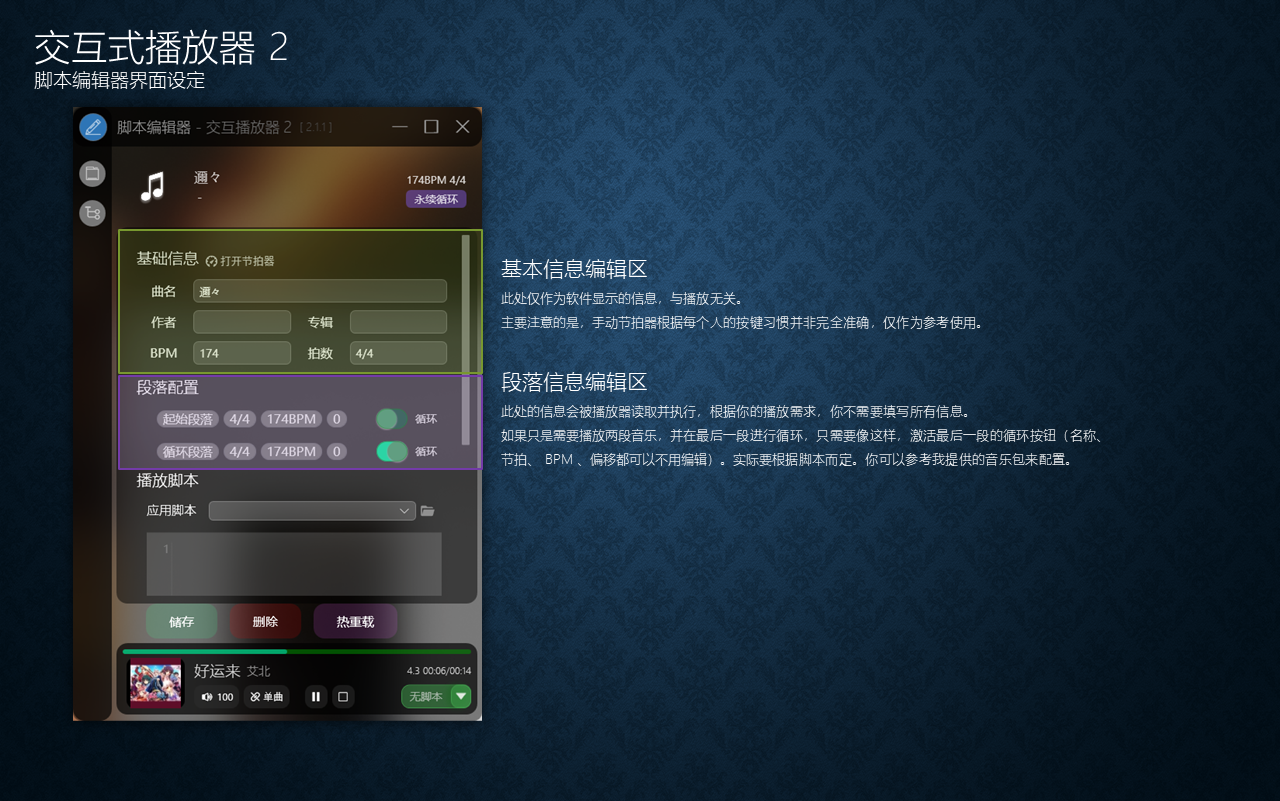 交互式播放器 2
脚本编辑器界面设定
脚本编辑器 - 交互播放器 2 [ 2.1.1 ]
邇々
-
174BPM 4/4
永续循环
基础信息 打开节拍器
曲名 邇々
作者 专辑
BPM 174 拍数 4/4
段落配置
起始段落 4/4 174BPM 0 循环
循环段落 4/4 174BPM 0 循环
播放脚本
应用脚本
1
储存 删除 热重载
好运来 艾北 4.3 00:06/00:14
100 单曲 无脚本
基本信息编辑区
此处仅作为软件显示的信息，与播放无关。
主要注意的是，手动节拍器根据每个人的按键习惯并非完全准确，仅作为参考使用。
段落信息编辑区
此处的信息会被播放器读取并执行，根据你的播放需求，你不需要填写所有信息。
如果只是需要播放两段音乐，并在最后一段进行循环，只需要像这样，激活最后一段的循环按钮（名称、
节拍、 BPM 、偏移都可以不用编辑）。实际要根据脚本而定。你可以参考我提供的音乐包来配置。